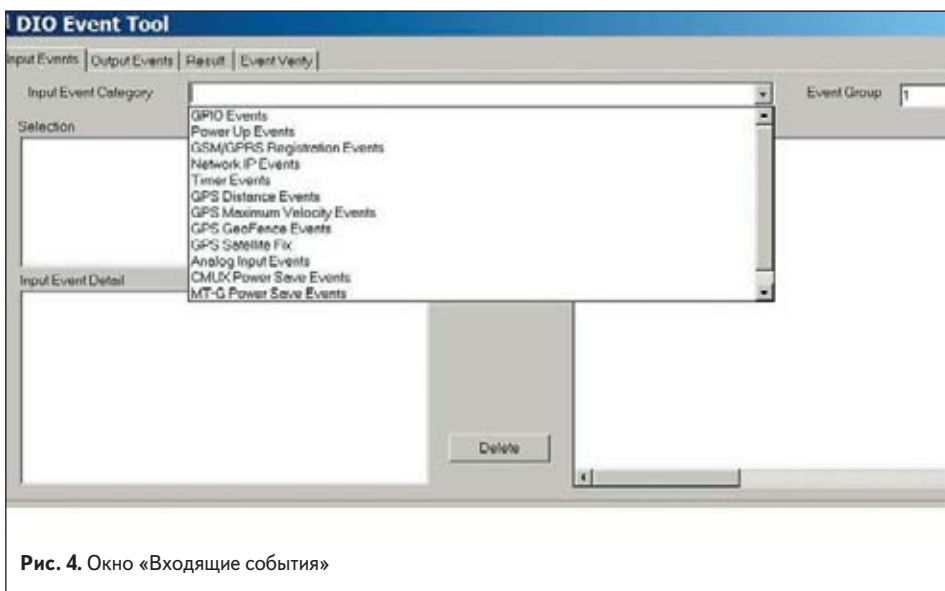 DIO Event Tool
Input Events Output Events Result Event Verify
Input Event Category Event Group 1
Selection
GPIO Events
Power Up Events
GSM/GPRS Registration Events
Network IP Events
Timer Events
GPS Distance Events
GPS Maximum Velocity Events
GPS GeoFence Events
GPS Satellite Fix
Analog Input Events
CMUX Power Save Events
MT-G Power Save Events
Input Event Detail
Delete
Рис. 4. Окно «Входящие события»